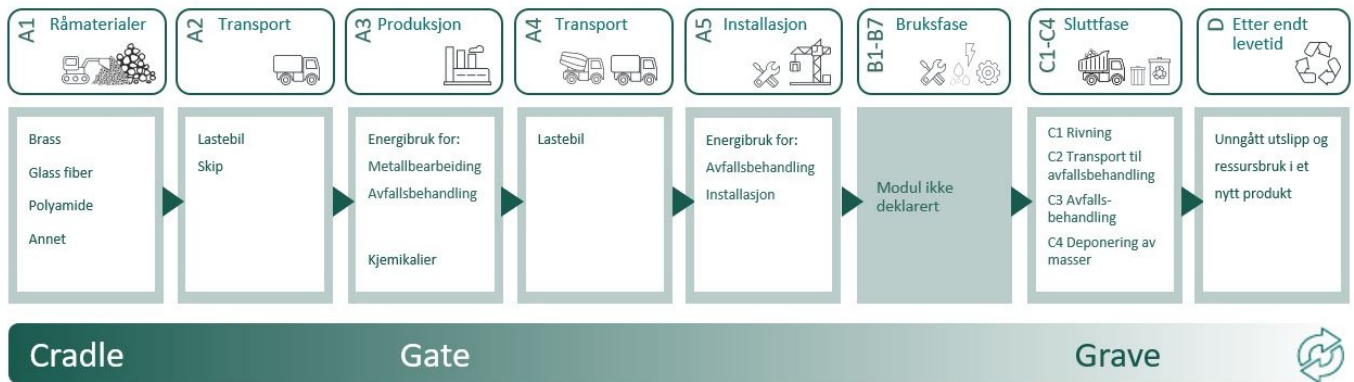 A1 Råmaterialer
A2 Transport
A3 Produksjon
A4 Transport
A5 Installasjon
B1-B7 Bruksfase
C1-C4 Sluttfase
D Etter endt
levetid
Brass
Glass fiber
Polyamide
Annet
Lastebil
Skip
Energibruk for:
Metallbearbeiding
Avfallsbehandling
Kjemikalier
Lastebil
Energibruk for:
Avfallsbehandling
Installasjon
Modul ikke
deklarert
C1 Rivning
C2 Transport til
avfallsbehandling
C3 Avfalls-
behandling
C4 Deponering av
masser
Unngått utslipp og
ressursbruk i et
nytt produkt
Cradle
Gate
Grave